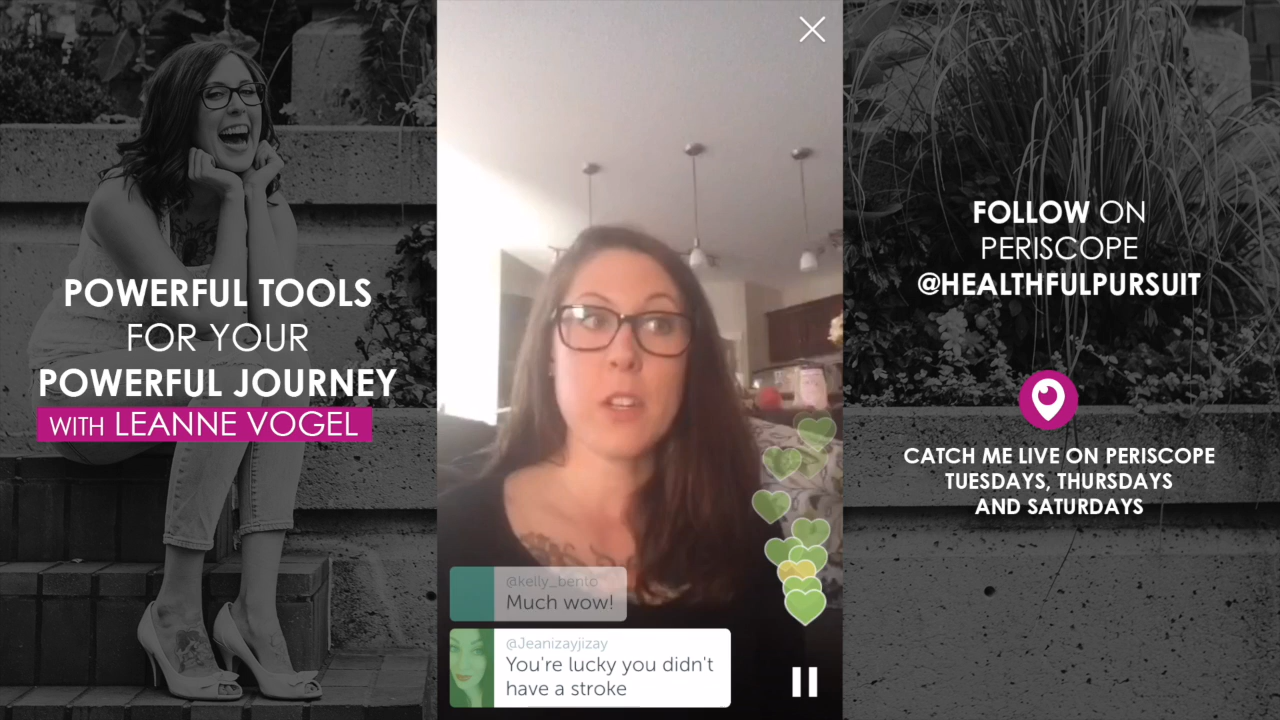 POWERFUL TOOLS
FOR YOUR
POWERFUL JOURNEY
WITH LEANNE VOGEL
@kelly_bento
Much wow!
@Jeanizayjizay
You're lucky you didn't
have a stroke
FOLLOW ON
PERISCOPE
@HEALTHFULPURSUIT
CATCH ME LIVE ON PERISCOPE
TUESDAYS, THURSDAYS
AND SATURDAYS